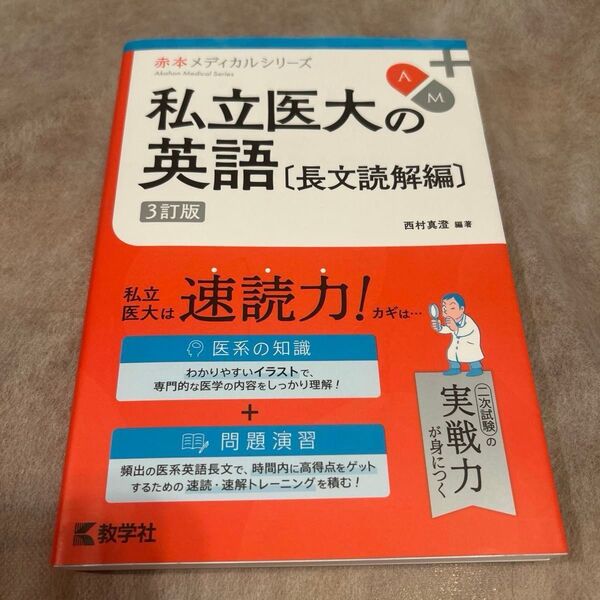 赤本メディカルシリーズ
Akahon Medical Series
A
M
私立医大の
英語〔長文読解編〕
3訂版
西村真澄 編著
私立
医大は 速読力! カギは…
医系の知識
わかりやすいイラストで、
専門的な医学の内容をしっかり理解!
+
問題演習
頻出の医系英語長文で、時間内に高得点をゲット
するための 速読・速解トレーニングを積む!
二次試験の
実戦力
が身につく
教学社